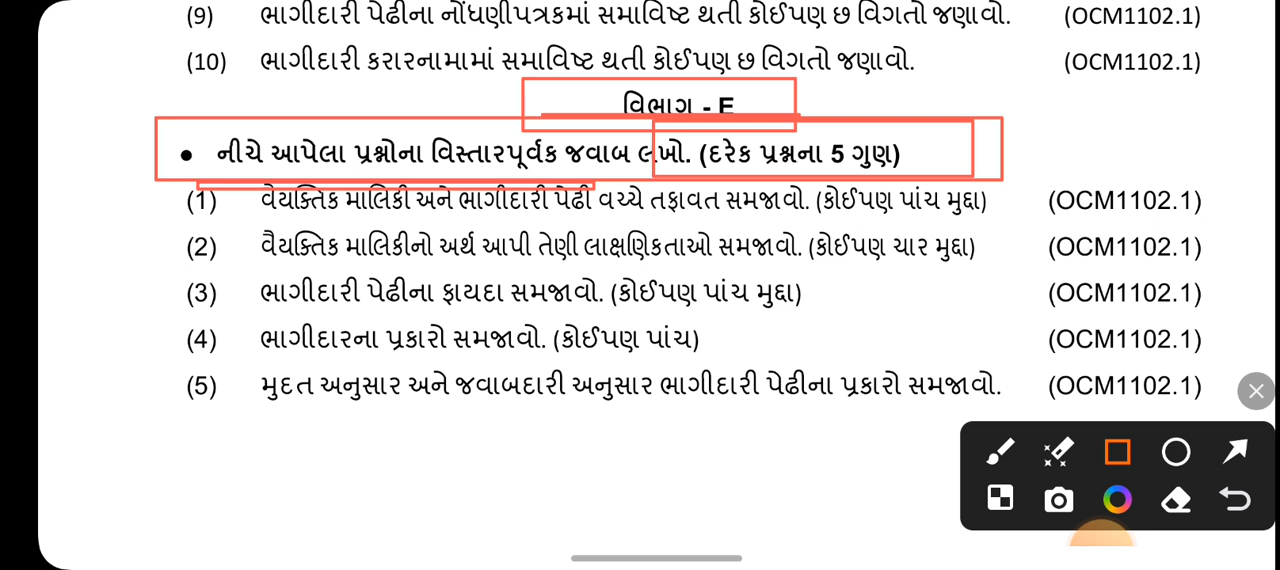 (9) ભાગીદારી પેઢીના નોંધણીપત્રકમાં સમાવિષ્ટ થતી કોઈપણ છ વિગતો જણાવો. (OCM1102.1)
(10) ભાગીદારી કરારનામામાં સમાવિષ્ટ થતી કોઈપણ છ વિગતો જણાવો. (OCM1102.1)
વિભાગ - E
● નીચે આપેલા પ્રશ્નોના વિસ્તારપૂર્વક જવાબ લખો. (દરેક પ્રશ્નના 5 ગુણ)
(1) વૈયક્તિક માલિકી અને ભાગીદારી પેઢી વચ્ચે તફાવત સમજાવો. (કોઈપણ પાંચ મુદ્દા) (OCM1102.1)
(2) વૈયક્તિક માલિકીનો અર્થ આપી તેણી લાક્ષણિકતાઓ સમજાવો. (કોઈપણ ચાર મુદ્દા) (OCM1102.1)
(3) ભાગીદારી પેઢીના ફાયદા સમજાવો. (કોઈપણ પાંચ મુદ્દા) (OCM1102.1)
(4) ભાગીદારના પ્રકારો સમજાવો. (કોઈપણ પાંચ) (OCM1102.1)
(5) મુદત અનુસાર અને જવાબદારી અનુસાર ભાગીદારી પેઢીના પ્રકારો સમજાવો. (OCM1102.1)